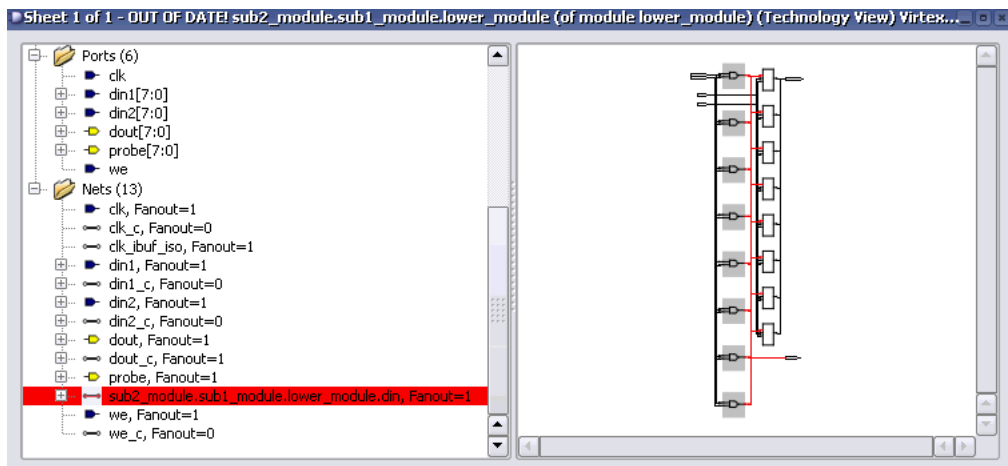 Sheet 1 of 1 - OUT OF DATE! sub2_module.sub1_module.lower_module (of module lower_module) (Technology View) Virtex...
Ports (6)
clk
din1[7:0]
din2[7:0]
dout[7:0]
probe[7:0]
we
Nets (13)
clk, Fanout=1
clk_c, Fanout=0
clk_ibuf_iso, Fanout=1
din1, Fanout=1
din1_c, Fanout=0
din2, Fanout=1
din2_c, Fanout=0
dout, Fanout=1
dout_c, Fanout=1
probe, Fanout=1
sub2_module.sub1_module.lower_module.din, Fanout=1
we, Fanout=1
we_c, Fanout=0